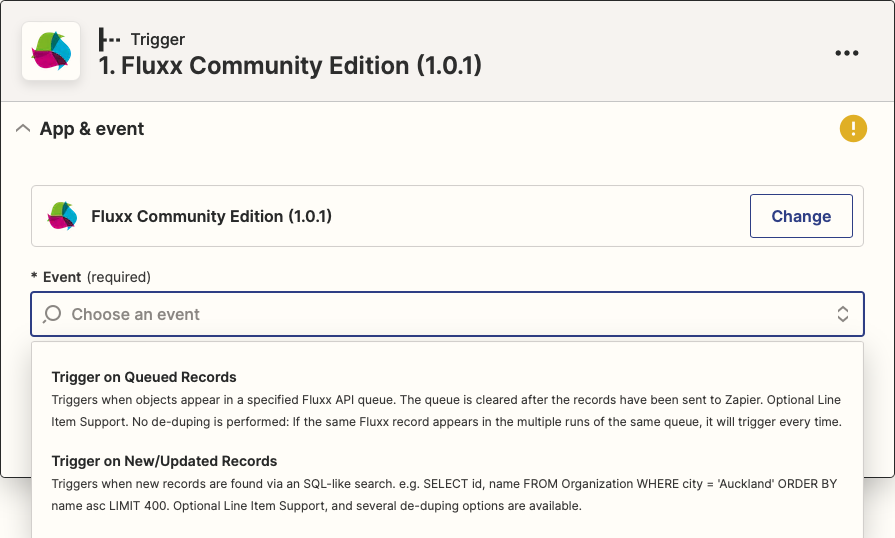 Trigger
1. Fluxx Community Edition (1.0.1)
App & event
Fluxx Community Edition (1.0.1)
Change
* Event (required)
Choose an event
Trigger on Queued Records
Triggers when objects appear in a specified Fluxx API queue. The queue is cleared after the records have been sent to Zapier. Optional Line
Item Support. No de-duping is performed: If the same Fluxx record appears in the multiple runs of the same queue, it will trigger every time.
Trigger on New/Updated Records
Triggers when new records are found via an SQL-like search. e.g. SELECT id, name FROM Organization WHERE city = 'Auckland' ORDER BY
name asc LIMIT 400. Optional Line Item Support, and several de-duping options are available.